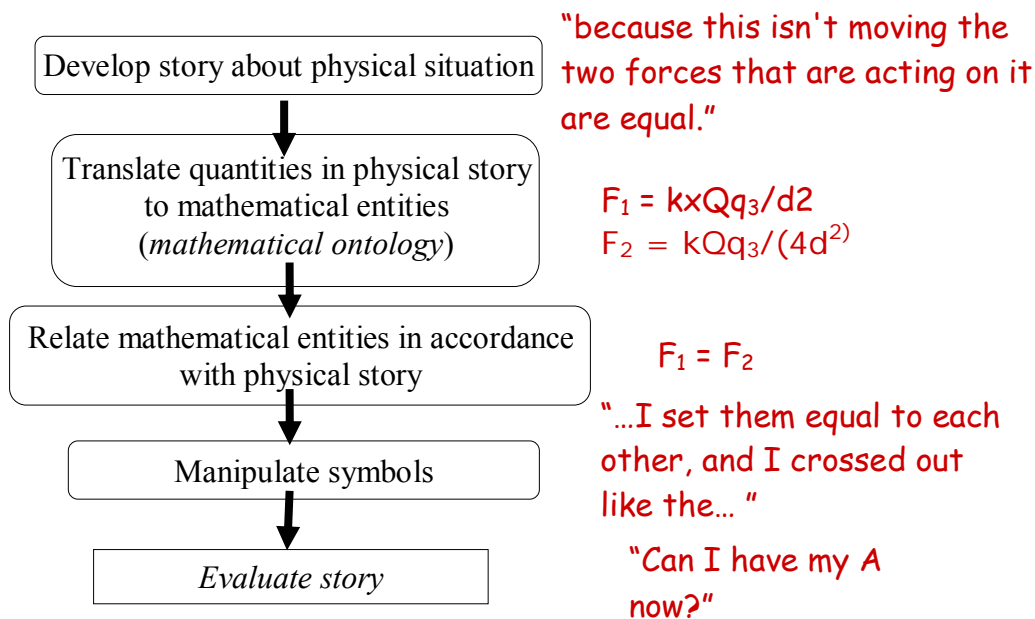 Develop story about physical situation
“because this isn't moving the
two forces that are acting on it
are equal.”
Translate quantities in physical story
to mathematical entities
(mathematical ontology)
F₁ = kxQq₃/d2
F₂ = kQq₃/(4d²⁾
Relate mathematical entities in accordance
with physical story
F₁ = F₂
Manipulate symbols
“…I set them equal to each
other, and I crossed out
like the… ”
Evaluate story
“Can I have my A
now?”